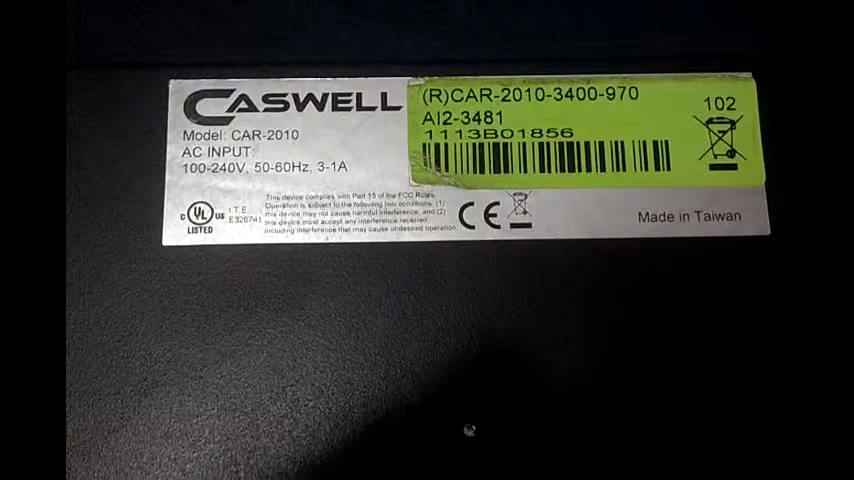 CASWELL
Model: CAR-2010
AC INPUT:
100-240V, 50-60Hz, 3-1A
(R)CAR-2010-3400-970
AI2-3481
1113B01856
102
C UL US
LISTED
I.T.E.
E326741
This device complies with Part 15 of the FCC Rules.
Operation is subject to the following two conditions: (1)
this device may not cause harmful interference, and (2)
this device must accept any interference received
including interference that may cause undesired operation.
CE
Made in Taiwan